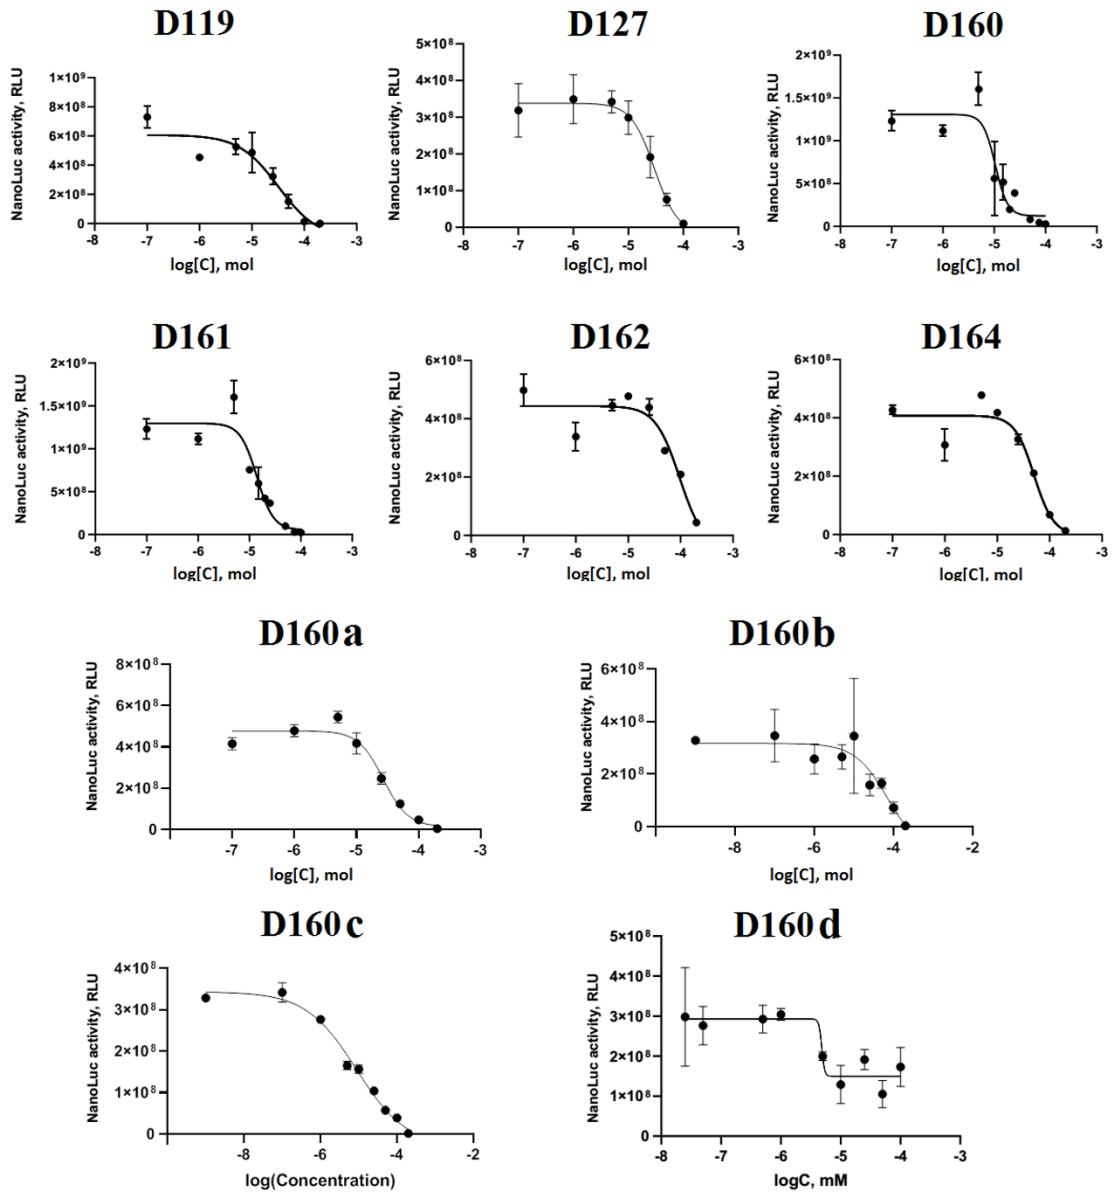 D119
D127
D160
NanoLuc activity, RLU
1×10⁹
8×10⁸
6×10⁸
4×10⁸
2×10⁸
0
-8 -7 -6 -5 -4 -3
log[C], mol
NanoLuc activity, RLU
5×10⁸
4×10⁸
3×10⁸
2×10⁸
1×10⁸
0
-8 -7 -6 -5 -4 -3
log[C], mol
NanoLuc activity, RLU
2×10⁹
1.5×10⁹
1×10⁹
5×10⁸
0
-8 -7 -6 -5 -4 -3
log[C], mol
D161
D162
D164
NanoLuc activity, RLU
2×10⁹
1.5×10⁹
1×10⁹
5×10⁸
0
-8 -7 -6 -5 -4 -3
log[C], mol
NanoLuc activity, RLU
6×10⁸
4×10⁸
2×10⁸
0
-8 -7 -6 -5 -4 -3
log[C], mol
NanoLuc activity, RLU
6×10⁸
4×10⁸
2×10⁸
0
-8 -7 -6 -5 -4 -3
log[C], mol
D160a
D160b
NanoLuc activity, RLU
8×10⁸
6×10⁸
4×10⁸
2×10⁸
0
-7 -6 -5 -4 -3
log[C], mol
NanoLuc activity, RLU
6×10⁸
4×10⁸
2×10⁸
0
-8 -6 -4 -2
log[C], mol
D160c
D160d
NanoLuc activity, RLU
4×10⁸
3×10⁸
2×10⁸
1×10⁸
0
-8 -6 -4 -2
log(Concentration)
NanoLuc activity, RLU
5×10⁸
4×10⁸
3×10⁸
2×10⁸
1×10⁸
0
-8 -7 -6 -5 -4 -3
logC, mM